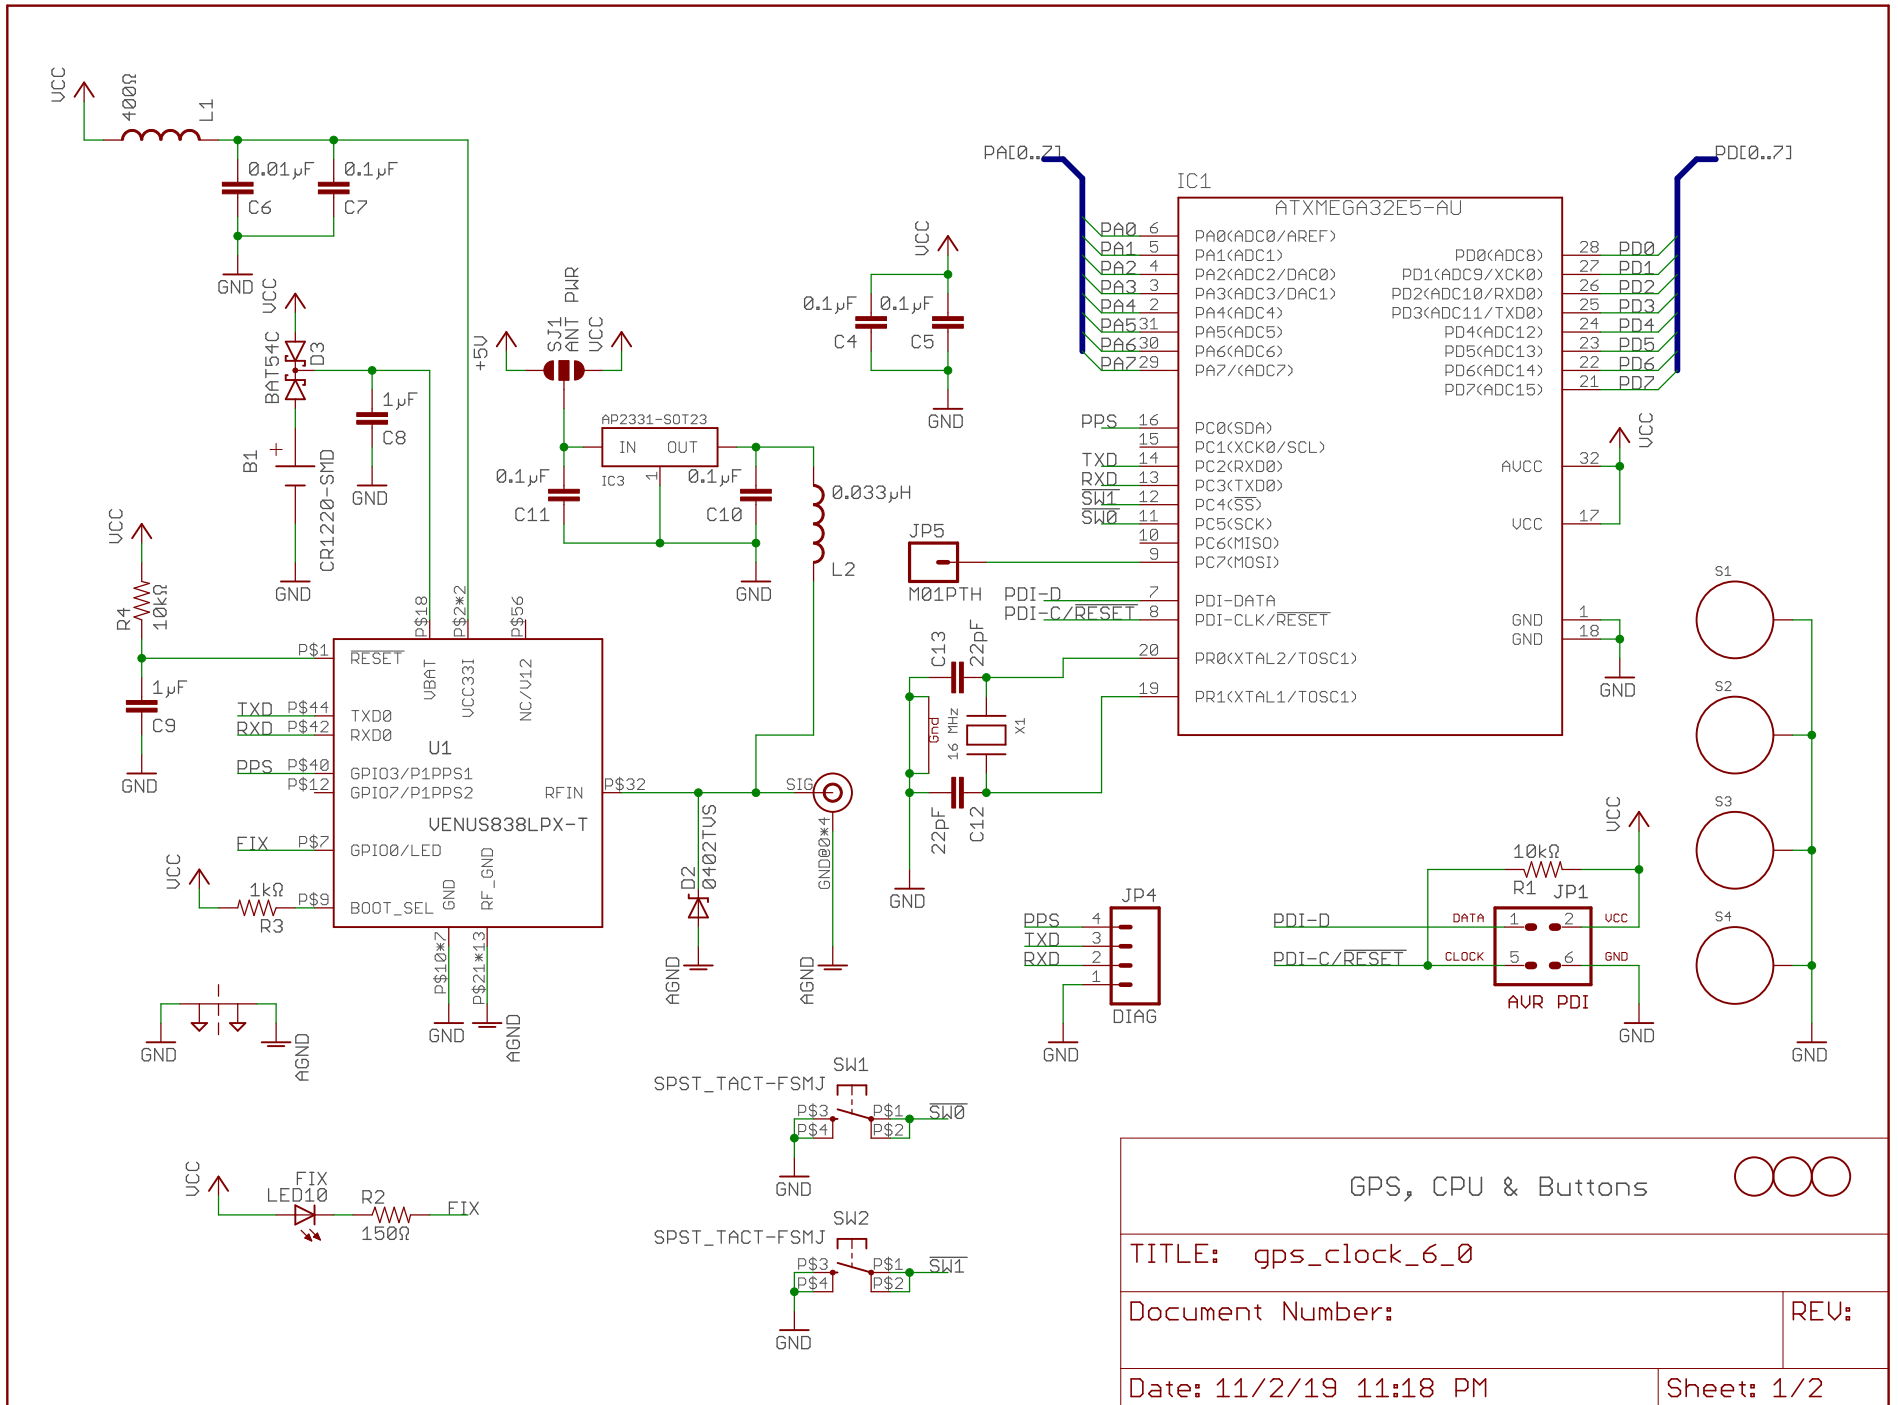 VCC
400Ω
L1
0.01µF
C6
0.1µF
C7
GND
VCC
BAT54C
D3
1µF
C8
GND
B1
+
CR1220-SMD
GND
VCC
R4
10kΩ
1µF
C9
GND
+5V
SJ1
ANT PWR
VCC
AP2331-SOT23
IN
OUT
1
IC3
0.1µF
C11
0.1µF
C10
GND
0.033µH
L2
P$18
P$2*2
P$56
P$1
RESET
VBAT
VCC33I
NC/V12
TXD
P$44
TXD0
RXD
P$42
RXD0
U1
PPS
P$40
GPIO3/P1PPS1
P$12
GPIO7/P1PPS2
RFIN
P$32
VENUS838LPX-T
FIX
P$7
GPIO0/LED
VCC
1kΩ
R3
P$9
BOOT_SEL
GND
RF_GND
P$10*7
P$21*13
GND
AGND
GND
AGND
SIG
GND@0*4
D2
0402TVS
AGND
AGND
VCC
0.1µF
C4
0.1µF
C5
GND
PA[0..7]
PD[0..7]
IC1
ATXMEGA32E5-AU
PA0 6 PA0(ADC0/AREF)
PA1 5 PA1(ADC1)
PA2 4 PA2(ADC2/DAC0)
PA3 3 PA3(ADC3/DAC1)
PA4 2 PA4(ADC4)
PA5 31 PA5(ADC5)
PA6 30 PA6(ADC6)
PA7 29 PA7/(ADC7)
PD0(ADC8) 28 PD0
PD1(ADC9/XCK0) 27 PD1
PD2(ADC10/RXD0) 26 PD2
PD3(ADC11/TXD0) 25 PD3
PD4(ADC12) 24 PD4
PD5(ADC13) 23 PD5
PD6(ADC14) 22 PD6
PD7(ADC15) 21 PD7
PPS 16 PC0(SDA)
15 PC1(XCK0/SCL)
TXD 14 PC2(RXD0)
RXD 13 PC3(TXD0)
SW1 12 PC4(SS)
SW0 11 PC5(SCK)
10 PC6(MISO)
9 PC7(MOSI)
AVCC 32
VCC
VCC 17
JP5
M01PTH
PDI-D 7 PDI-DATA
PDI-C/RESET 8 PDI-CLK/RESET
GND 1
GND 18
GND
20 PR0(XTAL2/TOSC1)
19 PR1(XTAL1/TOSC1)
C13
22pF
Gnd
16 MHz
X1
22pF
C12
GND
S1
S2
S3
S4
GND
JP4
PPS 4
TXD 3
RXD 2
1
DIAG
GND
VCC
10kΩ
R1
JP1
PDI-D
DATA
1
2
VCC
PDI-C/RESET
CLOCK
5
6
GND
AVR PDI
GND
SW1
SPST_TACT-FSMJ
P$3
P$4
P$1
P$2
SW0
GND
SW2
SPST_TACT-FSMJ
P$3
P$4
P$1
P$2
SW1
GND
VCC
FIX
LED10
R2
150Ω
FIX
GPS, CPU & Buttons
TITLE: gps_clock_6_0
Document Number:
REV:
Date: 11/2/19 11:18 PM
Sheet: 1/2